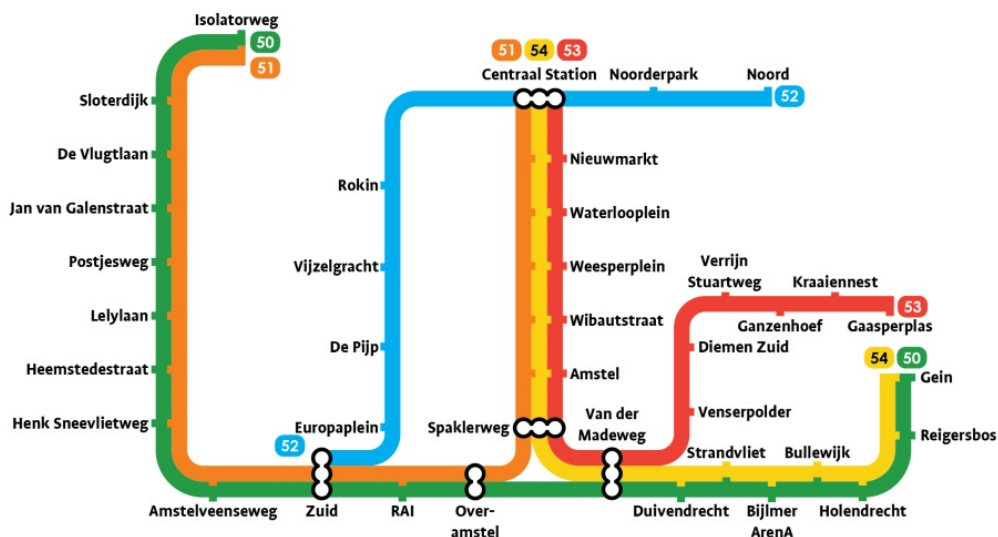 Isolatorweg
50
51
51 54 53
Centraal Station
Noorderpark
Noord
52
Sloterdijk
De Vlugtlaan
Jan van Galenstraat
Postjesweg
Lelylaan
Heemstedestraat
Henk Sneevlietweg
Amstelveenseweg
Rokin
Vijzelgracht
De Pijp
Europaplein
52
Zuid
RAI
Over-
amstel
Nieuwmarkt
Waterlooplein
Weesperplein
Wibautstraat
Amstel
Spaklerweg
Van der
Madeweg
Verrijn
Stuartweg
Kraaiennest
53
Ganzenhoef
Gaasperplas
Diemen Zuid
Venserpolder
54 50
Gein
Reigersbos
Strandvliet
Bullewijk
Duivendrecht
Bijlmer
ArenA
Holendrecht